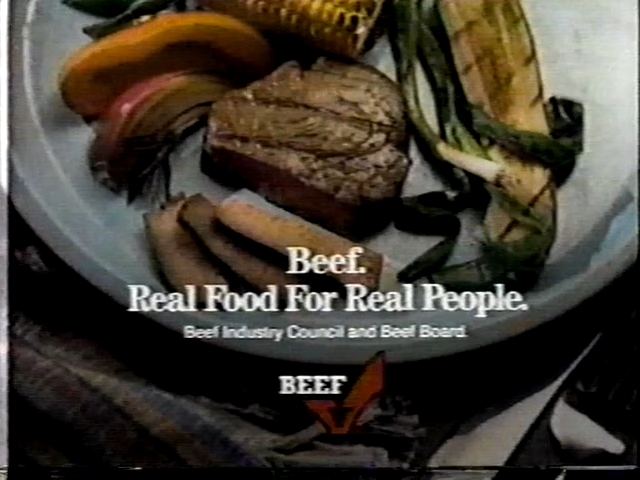 Beef.
Real Food For Real People.
Beef Industry Council and Beef Board.
BEEF